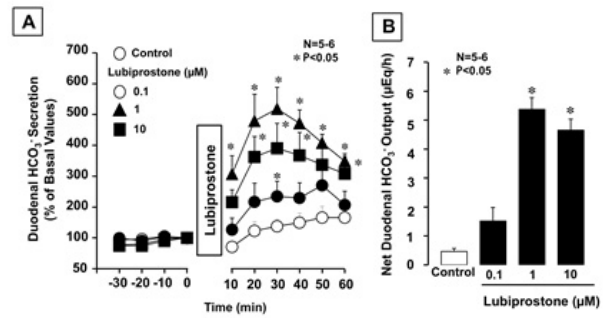 A
Control
Lubiprostone (µM)
0.1
1
10
N=5-6
* P<0.05
Duodenal HCO3- Secretion
(% of Basal Values)
700
600
500
400
300
200
100
50
Lubiprostone
-30 -20 -10 0 10 20 30 40 50 60
Time (min)
B
N=5-6
* P<0.05
Net Duodenal HCO3- Output (µEq/h)
7
6
5
4
3
2
1
0
Control 0.1 1 10
Lubiprostone (µM)